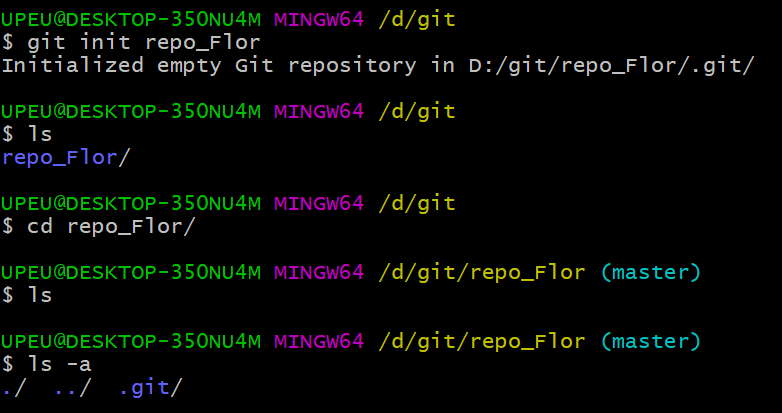 UPEU@DESKTOP-350NU4M MINGW64 /d/git
$ git init repo_Flor
Initialized empty Git repository in D:/git/repo_Flor/.git/
UPEU@DESKTOP-350NU4M MINGW64 /d/git
$ ls
repo_Flor/
UPEU@DESKTOP-350NU4M MINGW64 /d/git
$ cd repo_Flor/
UPEU@DESKTOP-350NU4M MINGW64 /d/git/repo_Flor (master)
$ ls
UPEU@DESKTOP-350NU4M MINGW64 /d/git/repo_Flor (master)
$ ls -a
./  ../  .git/